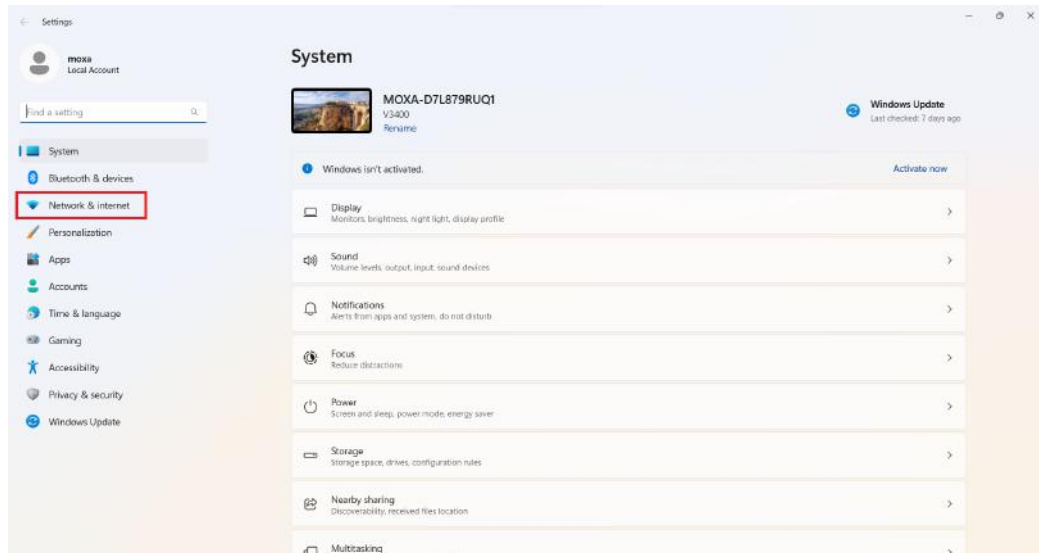 Settings
moxa
Local Account
Find a setting
System
Bluetooth & devices
Network & internet
Personalization
Apps
Accounts
Time & language
Gaming
Accessibility
Privacy & security
Windows Update
System
MOXA-D7L879RUQ1
V3400
Rename
Windows Update
Last checked: 7 days ago
Windows isn't activated.
Activate now
Display
Monitors, brightness, night light, display profile
Sound
Volume levels, output, input, sound devices
Notifications
Alerts from apps and system, do not disturb
Focus
Reduce distractions
Power
Screen and sleep, power mode, energy saver
Storage
Storage space, drives, configuration rules
Nearby sharing
Discoverability, received files location
Multitasking